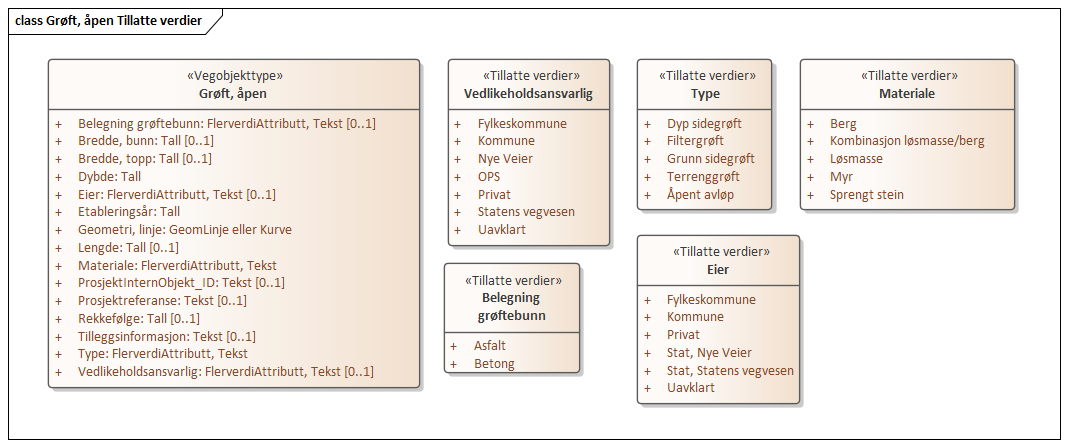 class Grøft, åpen Tillatte verdier
«Vegobjekttype»
Grøft, åpen
+ Belegning grøftebunn: FlerverdiAttributt, Tekst [0..1]
+ Bredde, bunn: Tall [0..1]
+ Bredde, topp: Tall [0..1]
+ Dybde: Tall
+ Eier: FlerverdiAttributt, Tekst [0..1]
+ Etableringsår: Tall
+ Geometri, linje: GeomLinje eller Kurve
+ Lengde: Tall [0..1]
+ Materiale: FlerverdiAttributt, Tekst
+ ProsjektInternObjekt_ID: Tekst [0..1]
+ Prosjektreferanse: Tekst [0..1]
+ Rekkefølge: Tall [0..1]
+ Tilleggsinformasjon: Tekst [0..1]
+ Type: FlerverdiAttributt, Tekst
+ Vedlikeholdsansvarlig: FlerverdiAttributt, Tekst [0..1]
«Tillatte verdier»
Vedlikeholdsansvarlig
+ Fylkeskommune
+ Kommune
+ Nye Veier
+ OPS
+ Privat
+ Statens vegvesen
+ Uavklart
«Tillatte verdier»
Type
+ Dyp sidegrøft
+ Filtergrøft
+ Grunn sidegrøft
+ Terrenggrøft
+ Åpent avløp
«Tillatte verdier»
Materiale
+ Berg
+ Kombinasjon løsmasse/berg
+ Løsmasse
+ Myr
+ Sprengt stein
«Tillatte verdier»
Belegning
grøftebunn
+ Asfalt
+ Betong
«Tillatte verdier»
Eier
+ Fylkeskommune
+ Kommune
+ Privat
+ Stat, Nye Veier
+ Stat, Statens vegvesen
+ Uavklart